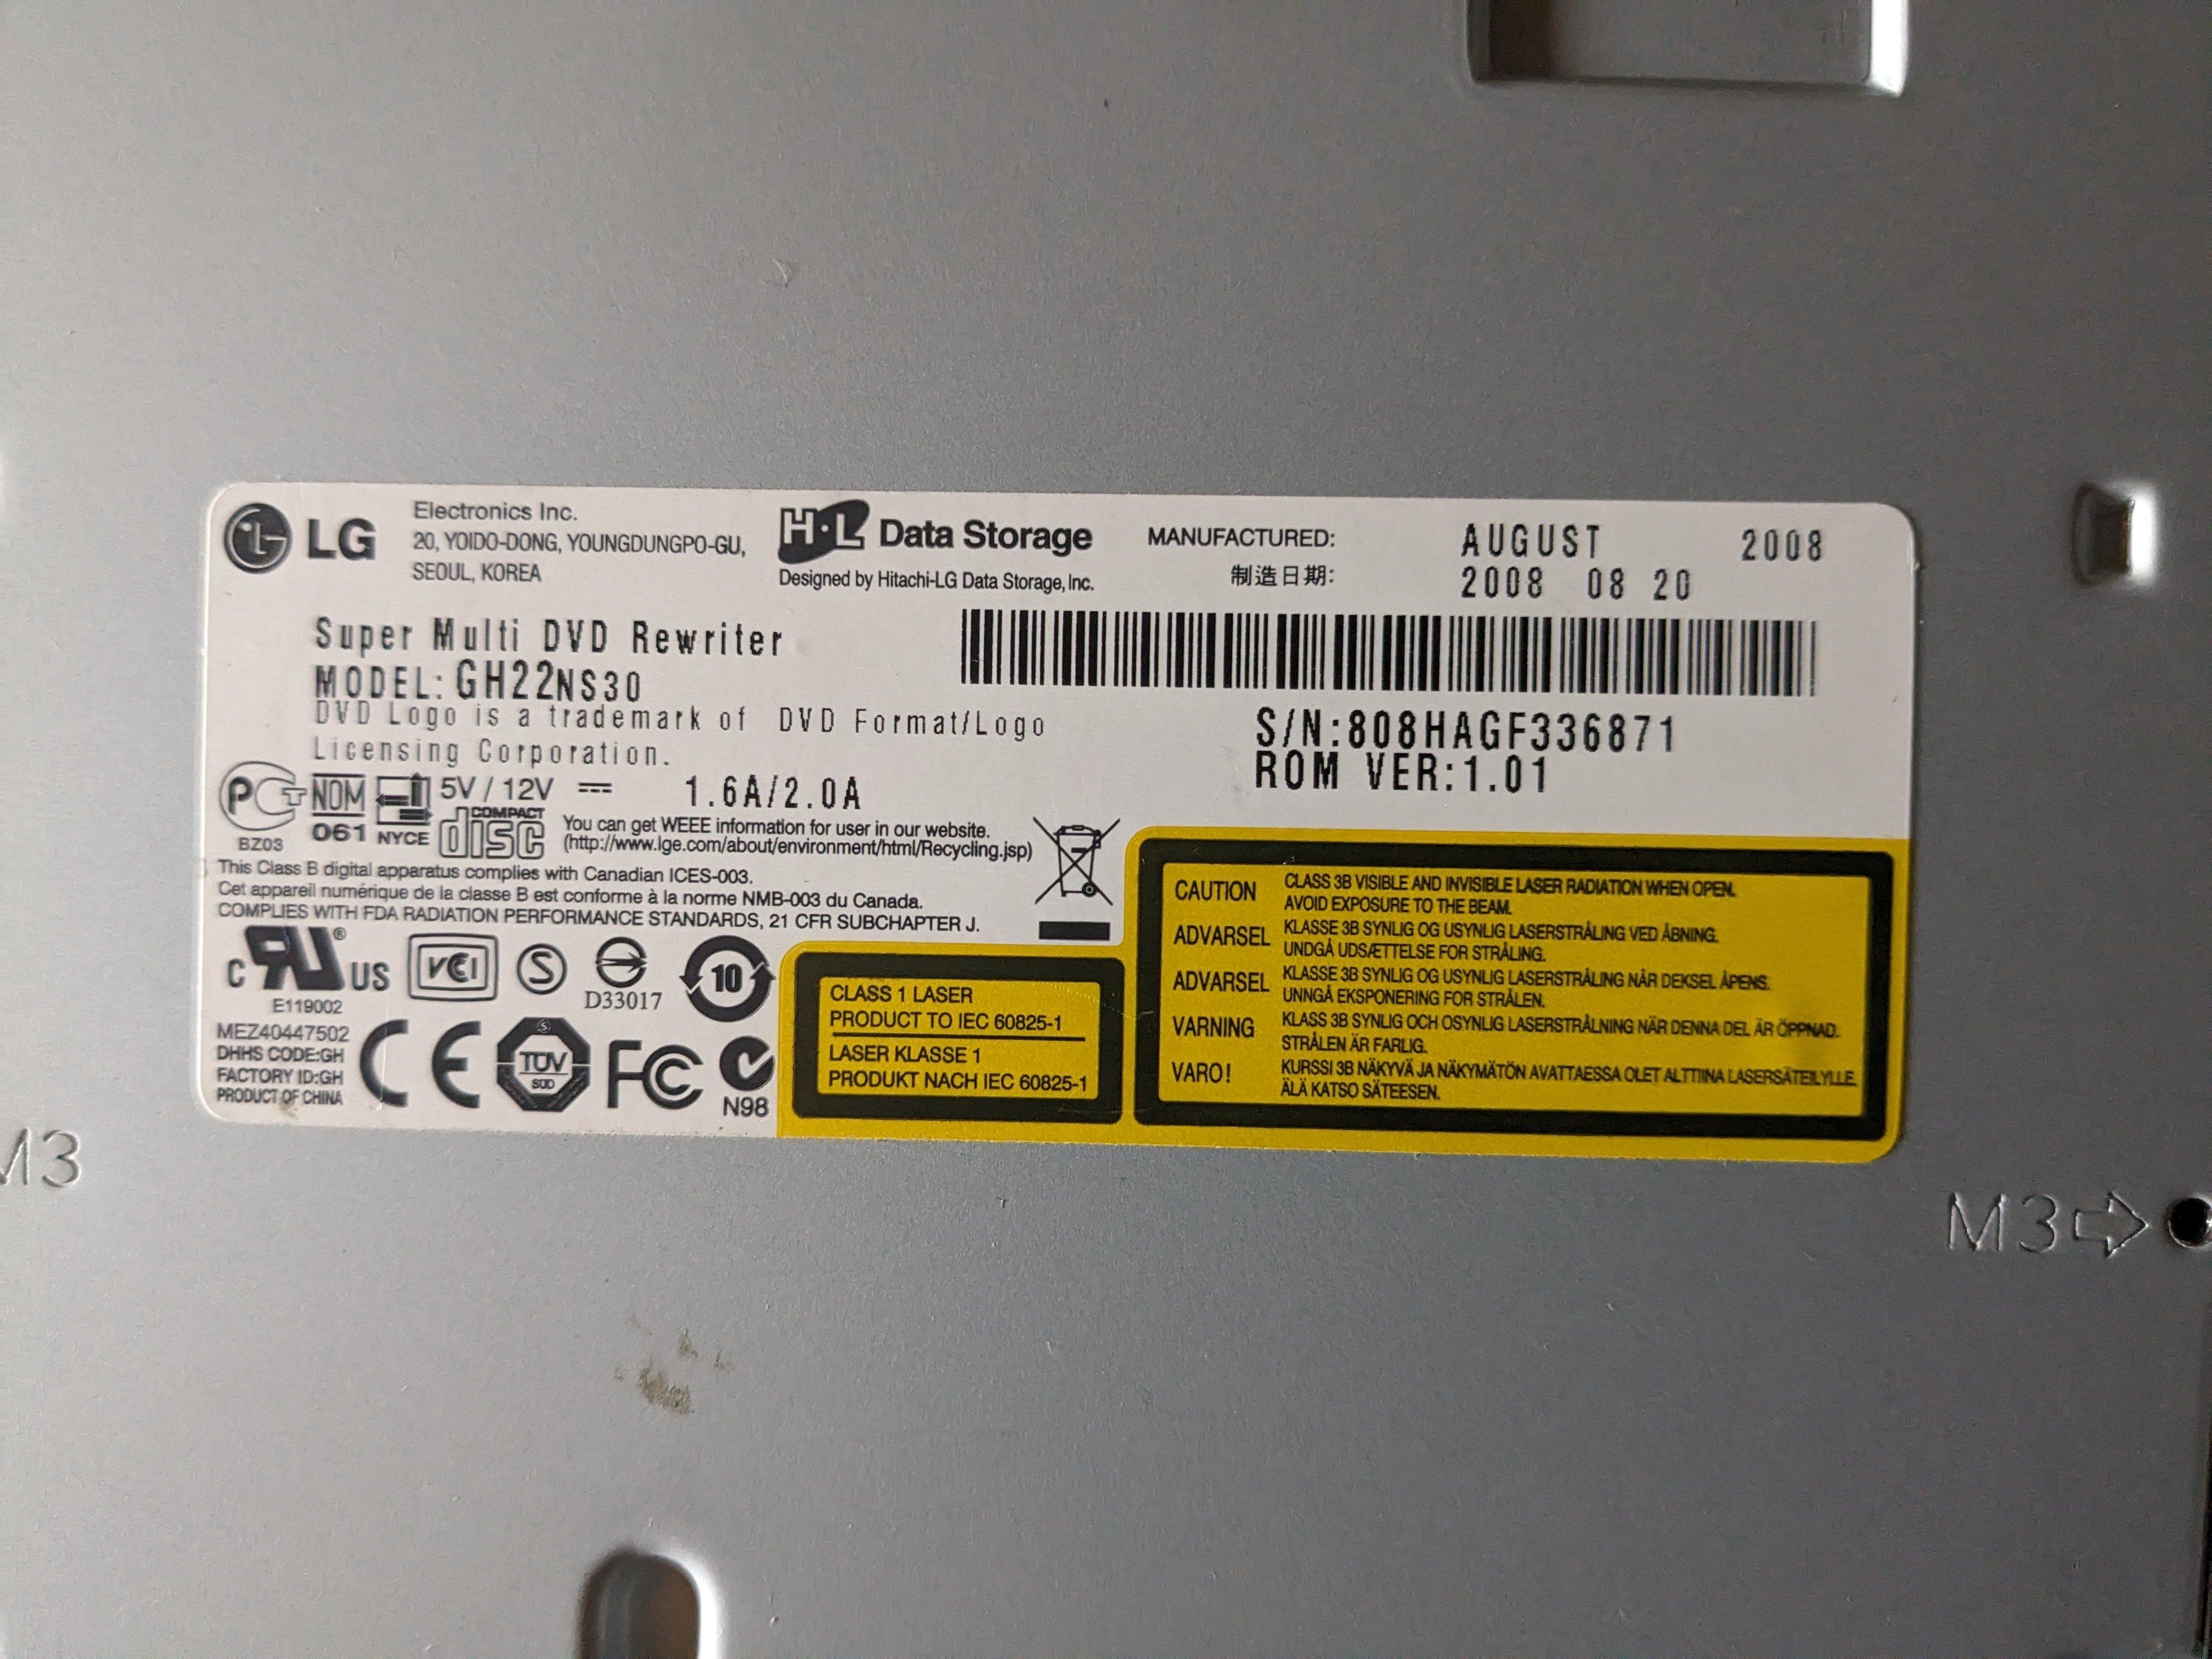 LG
Electronics Inc.
20, YOIDO-DONG, YOUNGDUNGPO-GU,
SEOUL, KOREA
H·L Data Storage
Designed by Hitachi-LG Data Storage, Inc.
MANUFACTURED: AUGUST 2008
制造日期: 2008 08 20
Super Multi DVD Rewriter
MODEL:GH22NS30
DVD Logo is a trademark of DVD Format/Logo
Licensing Corporation.
S/N:808HAGF336871
ROM VER:1.01
PCT
BZ03
NOM
061
NYCE
5V / 12V 1.6A/2.0A
COMPACT
disc
You can get WEEE information for user in our website.
(http://www.lge.com/about/environment/html/Recycling.jsp)
This Class B digital apparatus complies with Canadian ICES-003.
Cet appareil numérique de la classe B est conforme à la norme NMB-003 du Canada.
COMPLIES WITH FDA RADIATION PERFORMANCE STANDARDS, 21 CFR SUBCHAPTER J.
C RU ® US
E119002
VCI
S
D33017
10
MEZ40447502
DHHS CODE:GH
FACTORY ID:GH
PRODUCT OF CHINA
CE
S
TÜV
SÜD
FC
N98
CLASS 1 LASER
PRODUCT TO IEC 60825-1
LASER KLASSE 1
PRODUKT NACH IEC 60825-1
CAUTION CLASS 3B VISIBLE AND INVISIBLE LASER RADIATION WHEN OPEN.
AVOID EXPOSURE TO THE BEAM.
ADVARSEL KLASSE 3B SYNLIG OG USYNLIG LASERSTRÅLING VED ÅBNING.
UNDGÅ UDSÆTTELSE FOR STRÅLING.
ADVARSEL KLASSE 3B SYNLIG OG USYNLIG LASERSTRÅLING NÅR DEKSEL ÅPENS.
UNNGÅ EKSPONERING FOR STRÅLEN.
VARNING KLASS 3B SYNLIG OCH OSYNLIG LASERSTRÅLNING NÄR DENNA DEL ÄR ÖPPNAD.
STRÅLEN ÄR FARLIG.
VARO! KURSSI 3B NÄKYVÄ JA NÄKYMÄTÖN AVATTAESSA OLET ALTTIINA LASERSÄTEILYLLE.
ÄLÄ KATSO SÄTEESEN.
M3
M3